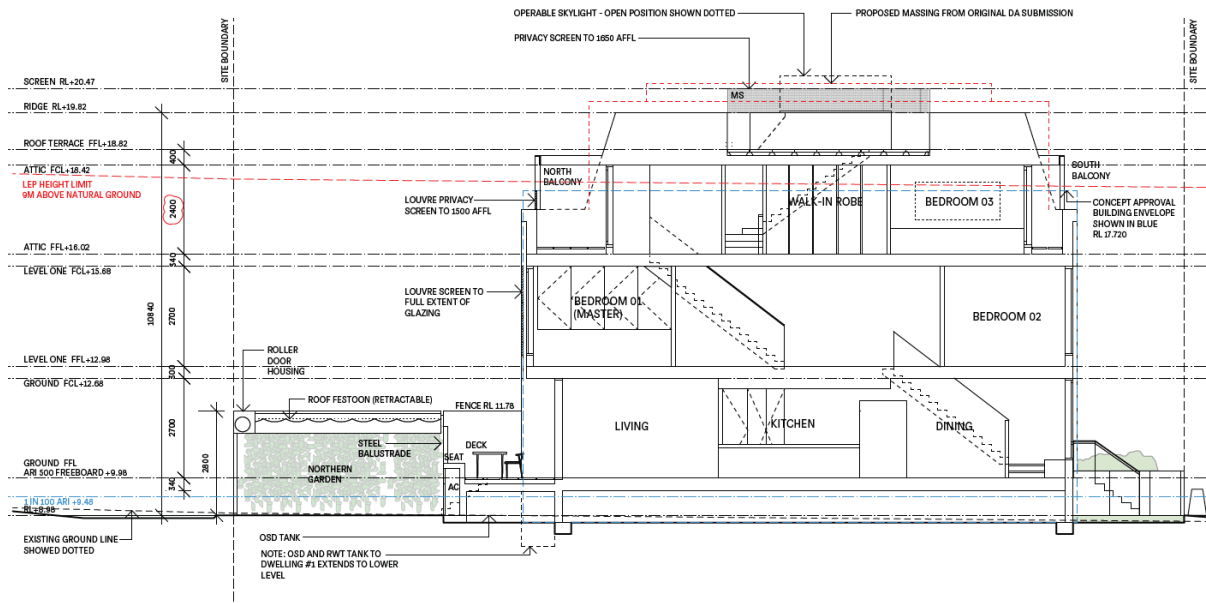 OPERABLE SKYLIGHT - OPEN POSITION SHOWN DOTTED
PROPOSED MASSING FROM ORIGINAL DA SUBMISSION
PRIVACY SCREEN TO 1650 AFFL
SITE BOUNDARY
SITE BOUNDARY
SCREEN RL+20.47
MS
RIDGE RL+19.82
ROOF TERRACE FFL+18.82
400
ATTIC FCL+18.42
LEP HEIGHT LIMIT
9M ABOVE NATURAL GROUND
2400
NORTH
BALCONY
SOUTH
BALCONY
LOUVRE PRIVACY
SCREEN TO 1500 AFFL
WALK-IN ROBE
BEDROOM 03
CONCEPT APPROVAL
BUILDING ENVELOPE
SHOWN IN BLUE
RL 17.720
ATTIC FFL+16.02
340
LEVEL ONE FCL+15.68
LOUVRE SCREEN TO
FULL EXTENT OF
GLAZING
BEDROOM 01
(MASTER)
BEDROOM 02
10840
2700
LEVEL ONE FFL+12.98
300
GROUND FCL+12.68
ROLLER
DOOR
HOUSING
ROOF FESTOON (RETRACTABLE)
FENCE RL 11.78
LIVING
KITCHEN
DINING
2700
STEEL
BALUSTRADE
DECK
SEAT
2800
GROUND FFL
ARI 500 FREEBOARD +9.98
NORTHERN
GARDEN
AC
340
1 IN 100 ARI +9.48
RL+8.98
EXISTING GROUND LINE
SHOWED DOTTED
OSD TANK
NOTE: OSD AND RWT TANK TO
DWELLING #1 EXTENDS TO LOWER
LEVEL